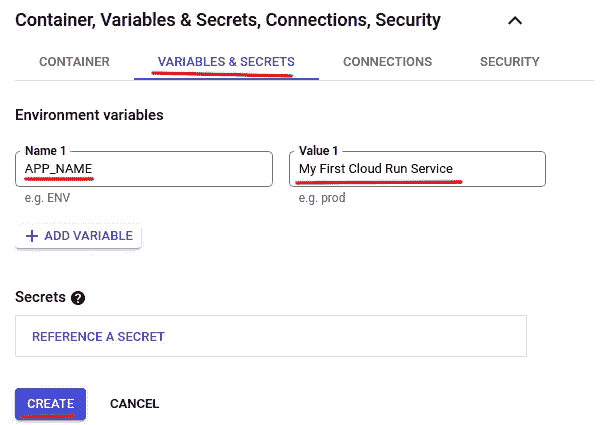 Container, Variables & Secrets, Connections, Security
CONTAINER VARIABLES & SECRETS CONNECTIONS SECURITY
Environment variables
Name 1 Value 1
APP_NAME My First Cloud Run Service
e.g. ENV e.g. prod
+ ADD VARIABLE
Secrets ?
REFERENCE A SECRET
CREATE CANCEL